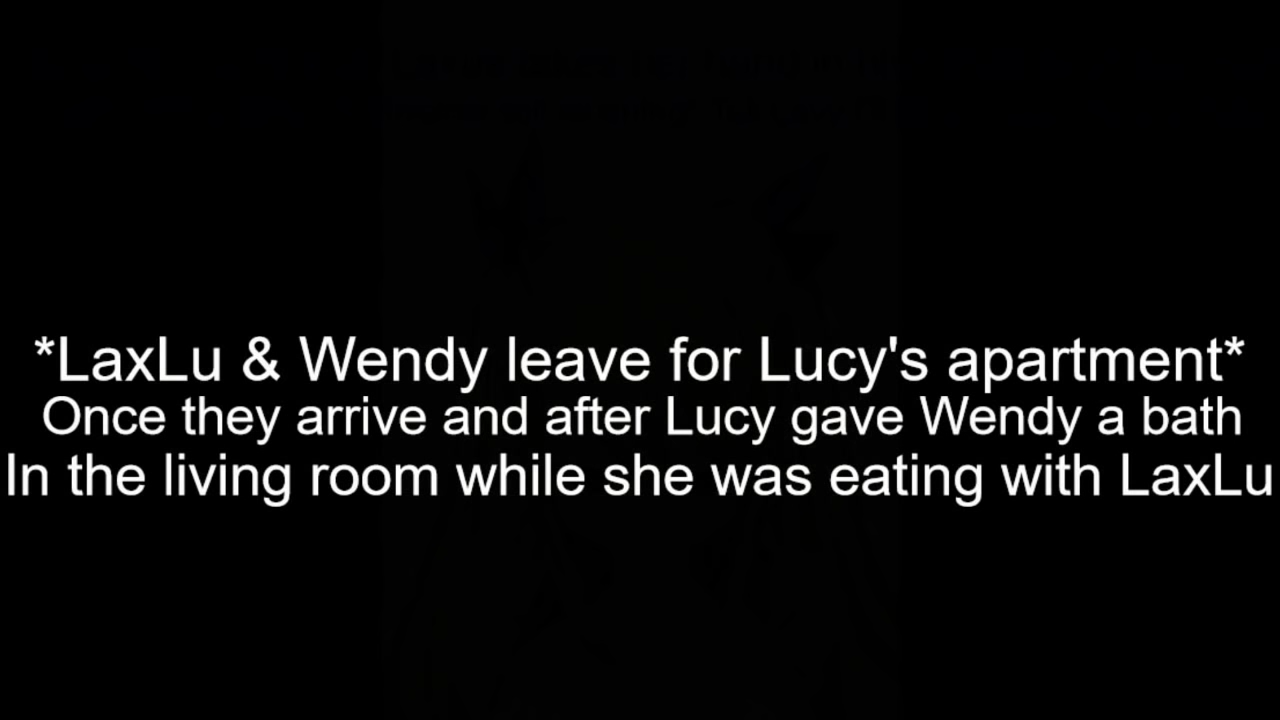 *LaxLu & Wendy leave for Lucy's apartment*
Once they arrive and after Lucy gave Wendy a bath
In the living room while she was eating with LaxLu